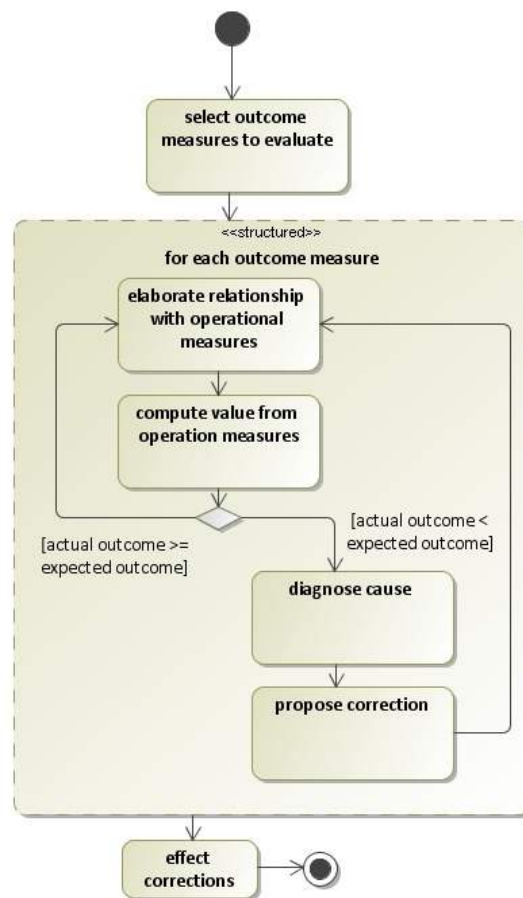 select outcome
measures to evaluate
<<structured>>
for each outcome measure
elaborate relationship
with operational
measures
compute value from
operation measures
[actual outcome >=
expected outcome]
[actual outcome <
expected outcome]
diagnose cause
propose correction
effect
corrections